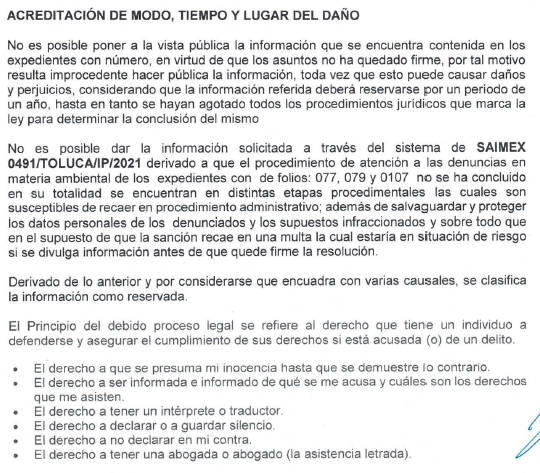 ACREDITACIÓN DE MODO, TIEMPO Y LUGAR DEL DAÑO
No es posible poner a la vista pública la información que se encuentra contenida en los
expedientes con número, en virtud de que los asuntos no ha quedado firme, por tal motivo
resulta improcedente hacer pública la información, toda vez que esto puede causar daños
y perjuicios, considerando que la información referida deberá reservarse por un período de
un año, hasta en tanto se hayan agotado todos los procedimientos jurídicos que marca la
ley para determinar la conclusión del mismo
No es posible dar la información solicitada a través del sistema de SAIMEX
0491/TOLUCA/IP/2021 derivado a que el procedimiento de atención a las denuncias en
materia ambiental de los expedientes con de folios: 077, 079 y 0107 no se ha concluido
en su totalidad se encuentran en distintas etapas procedimentales las cuales son
susceptibles de recaer en procedimiento administrativo; además de salvaguardar y proteger
los datos personales de los denunciados y los supuestos infraccionados y sobre todo que
en el supuesto de que la sanción recae en una multa la cual estaría en situación de riesgo
si se divulga información antes de que quede firme la resolución.
Derivado de lo anterior y por considerarse que encuadra con varias causales, se clasifica
la información como reservada.
El Principio del debido proceso legal se refiere al derecho que tiene un individuo a
defenderse y asegurar el cumplimiento de sus derechos si está acusada (o) de un delito.
• El derecho a que se presuma mi inocencia hasta que se demuestre lo contrario.
• El derecho a ser informada e informado de qué se me acusa y cuáles son los derechos
que me asisten.
• El derecho a tener un intérprete o traductor.
• El derecho a declarar o a guardar silencio.
• El derecho a no declarar en mi contra.
• El derecho a tener una abogada o abogado (la asistencia letrada).